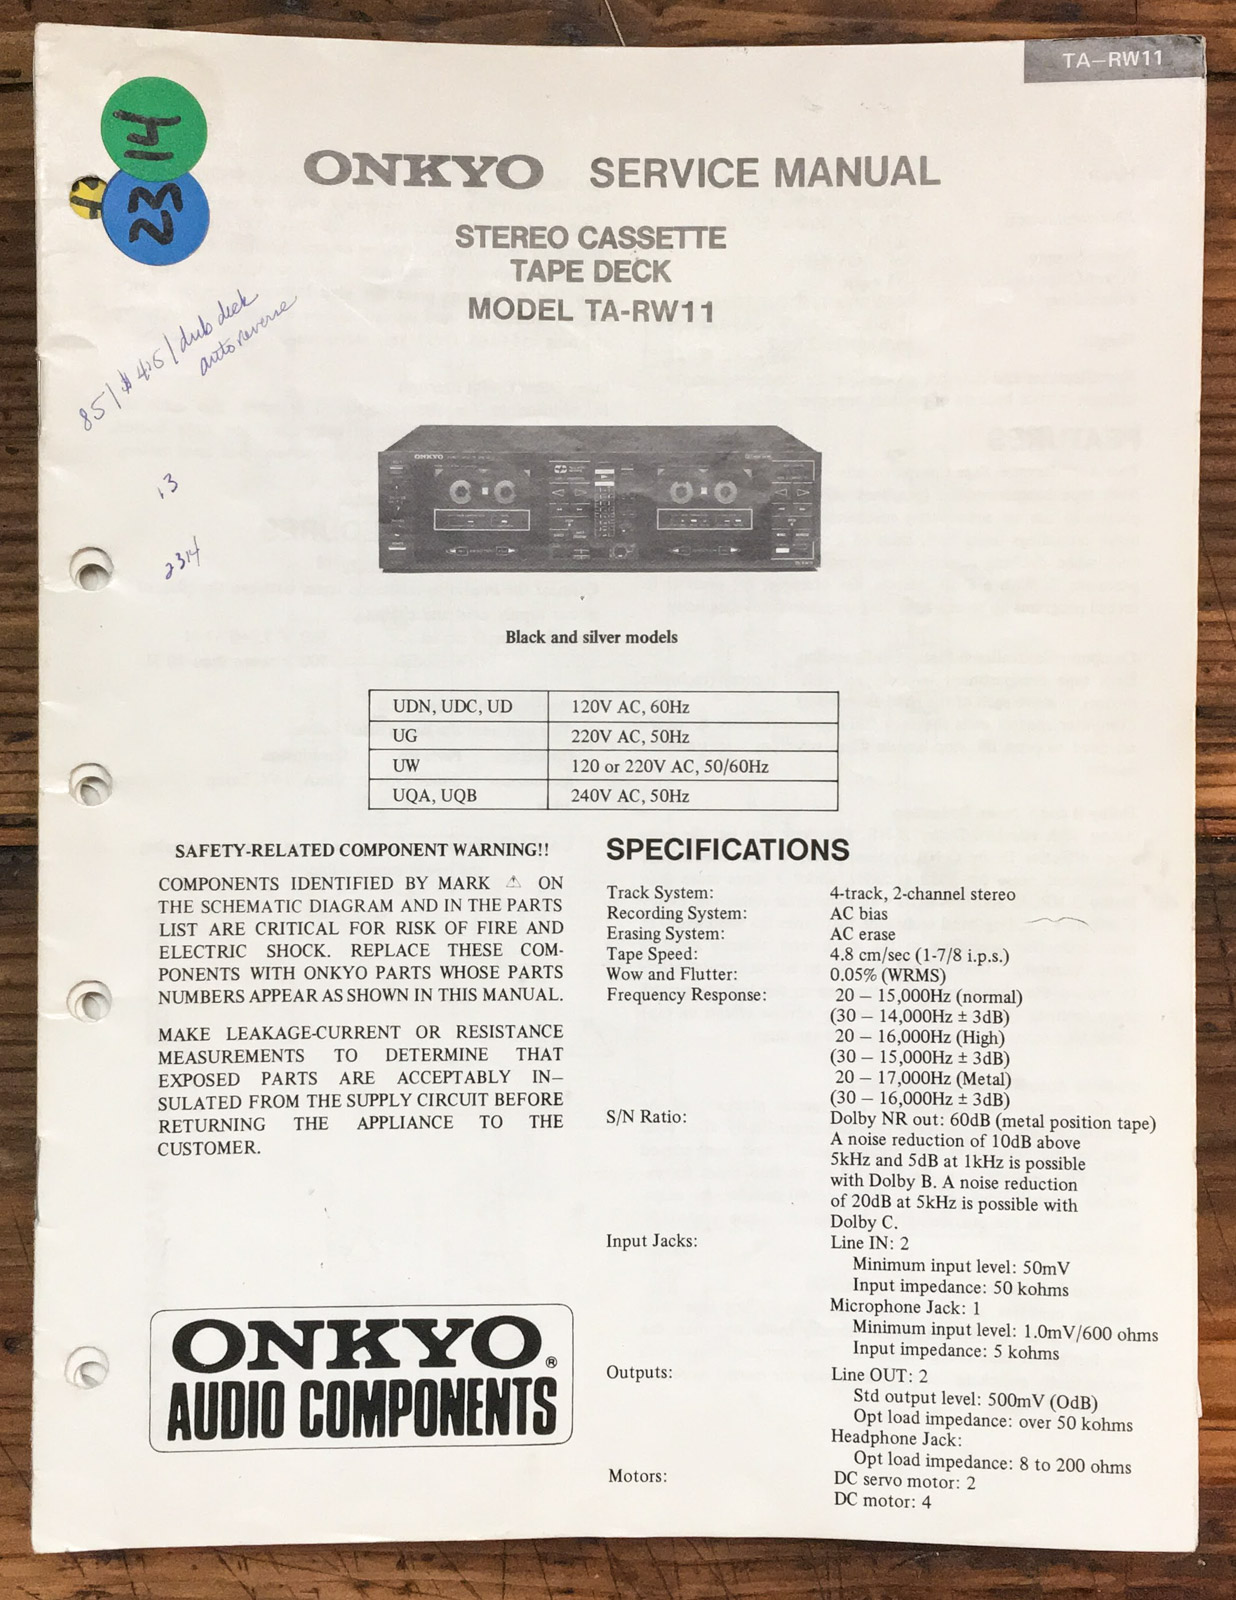 TA-RW11
14
23
ONKYO SERVICE MANUAL
STEREO CASSETTE
TAPE DECK
MODEL TA-RW11
85/$425/dub deck
auto reverse
13
2314
ONKYO
Black and silver models
UDN, UDC, UD 120V AC, 60Hz
UG 220V AC, 50Hz
UW 120 or 220V AC, 50/60Hz
UQA, UQB 240V AC, 50Hz
SAFETY-RELATED COMPONENT WARNING!!
COMPONENTS IDENTIFIED BY MARK ⚠ ON
THE SCHEMATIC DIAGRAM AND IN THE PARTS
LIST ARE CRITICAL FOR RISK OF FIRE AND
ELECTRIC SHOCK. REPLACE THESE COM-
PONENTS WITH ONKYO PARTS WHOSE PARTS
NUMBERS APPEAR AS SHOWN IN THIS MANUAL.
MAKE LEAKAGE-CURRENT OR RESISTANCE
MEASUREMENTS TO DETERMINE THAT
EXPOSED PARTS ARE ACCEPTABLY IN-
SULATED FROM THE SUPPLY CIRCUIT BEFORE
RETURNING THE APPLIANCE TO THE
CUSTOMER.
ONKYO®
AUDIO COMPONENTS
SPECIFICATIONS
Track System: 4-track, 2-channel stereo
Recording System: AC bias
Erasing System: AC erase
Tape Speed: 4.8 cm/sec (1-7/8 i.p.s.)
Wow and Flutter: 0.05% (WRMS)
Frequency Response: 20 – 15,000Hz (normal)
(30 – 14,000Hz ± 3dB)
20 – 16,000Hz (High)
(30 – 15,000Hz ± 3dB)
20 – 17,000Hz (Metal)
(30 – 16,000Hz ± 3dB)
S/N Ratio: Dolby NR out: 60dB (metal position tape)
A noise reduction of 10dB above
5kHz and 5dB at 1kHz is possible
with Dolby B. A noise reduction
of 20dB at 5kHz is possible with
Dolby C.
Input Jacks: Line IN: 2
Minimum input level: 50mV
Input impedance: 50 kohms
Microphone Jack: 1
Minimum input level: 1.0mV/600 ohms
Input impedance: 5 kohms
Outputs: Line OUT: 2
Std output level: 500mV (OdB)
Opt load impedance: over 50 kohms
Headphone Jack:
Opt load impedance: 8 to 200 ohms
Motors: DC servo motor: 2
DC motor: 4